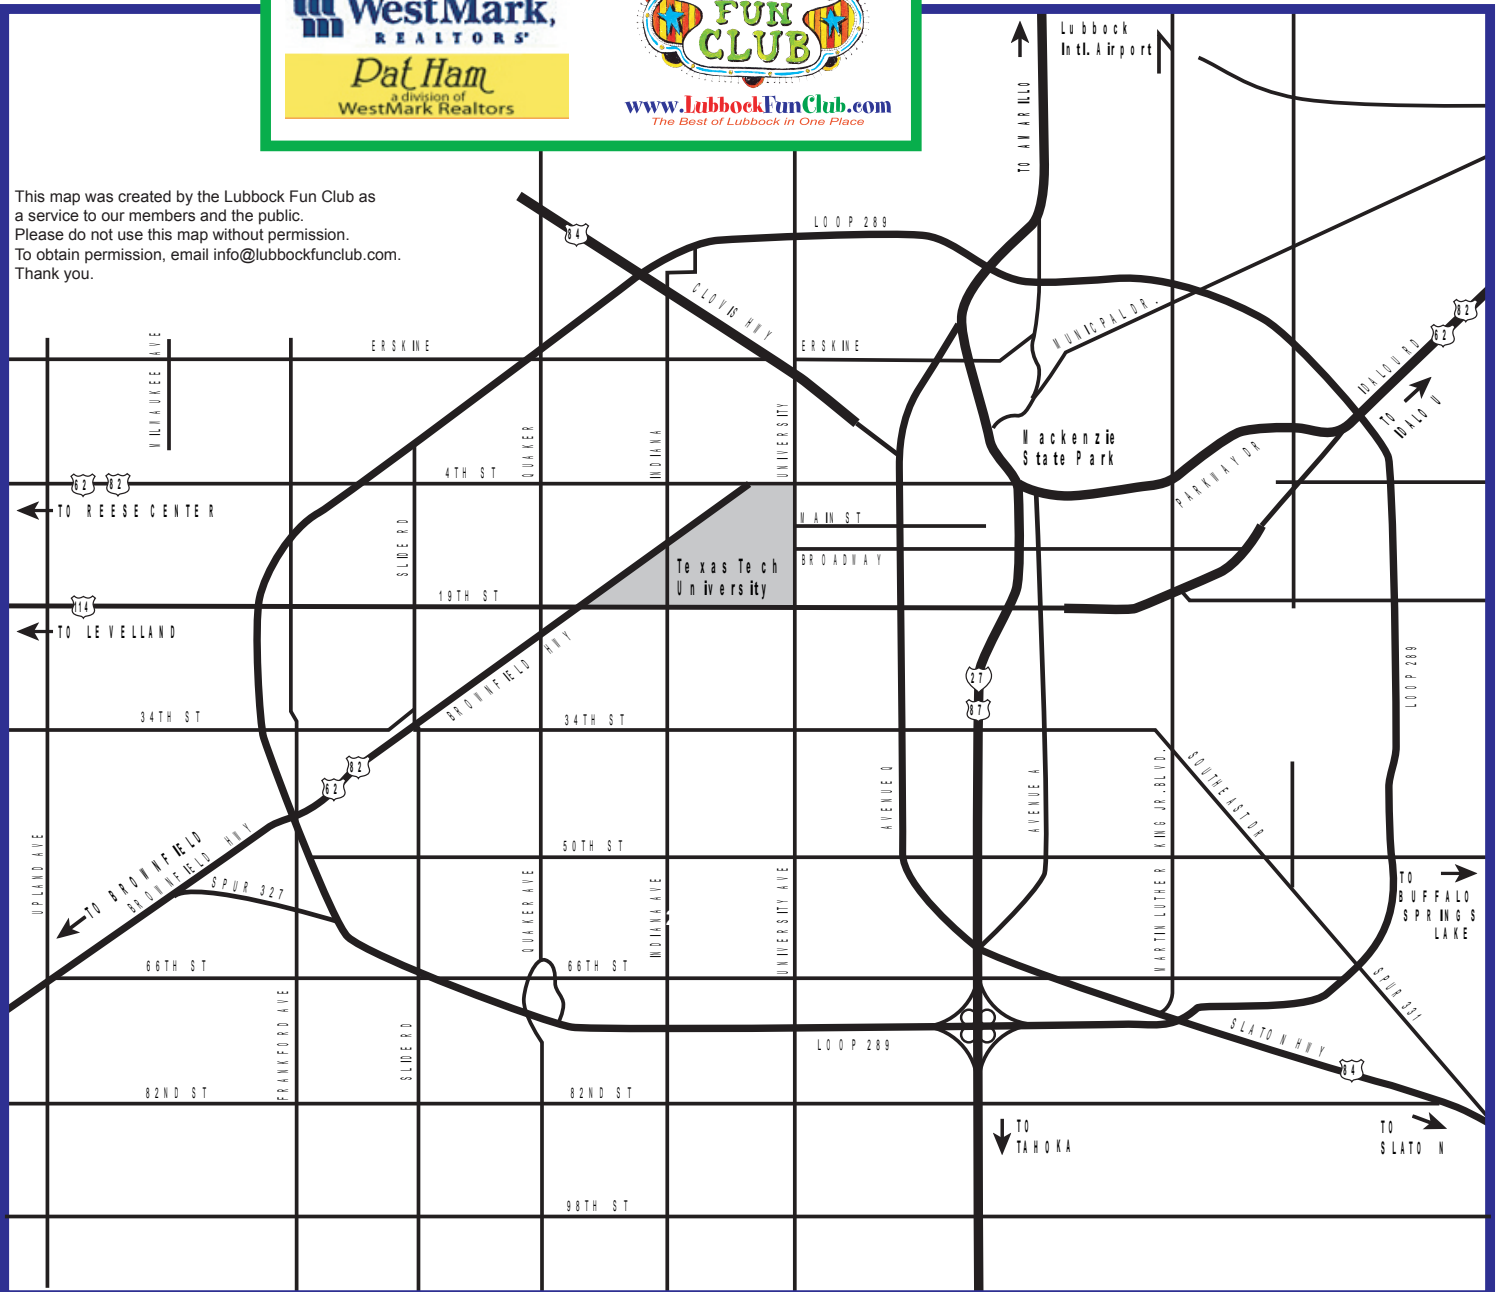 WestMark,
REALTORS'
Pat Ham
a division of
WestMark Realtors
FUN
CLUB
www.LubbockFunClub.com
The Best of Lubbock in One Place
This map was created by the Lubbock Fun Club as
a service to our members and the public.
Please do not use this map without permission.
To obtain permission, email info@lubbockfunclub.com.
Thank you.
Lubbock
Intl. Airport
TO AMARILLO
LOOP 289
84
CLOVIS HWY
MUNICPAL DR.
82
62
IDALOU RD
TO
IDALOU
MILWAUKEE AVE
ERSKINE
ERSKINE
QUAKER
INDIANA
UNIVERSITY
Mackenzie
State Park
PARKWAY DR
4TH ST
62
82
TO REESE CENTER
SLIDE RD
MAIN ST
BROADWAY
Texas Tech
University
19TH ST
114
TO LEVELLAND
BROWNFIELD HWY
LOOP 289
27
87
34TH ST
34TH ST
82
62
AVENUE Q
AVENUE A
MARTIN LUTHER KING JR. BLVD.
SOUTHEAST DR
UPLAND AVE
TO BROWNFIELD
BROWNFIELD HWY
SPUR 327
50TH ST
QUAKER AVE
INDIANA AVE
UNIVERSITY AVE
TO
BUFFALO
SPRINGS
LAKE
66TH ST
66TH ST
SPUR 331
FRANKFORD AVE
SLIDE RD
LOOP 289
SLATON HWY
84
82ND ST
82ND ST
TO
TAHOKA
TO
SLATON
98TH ST